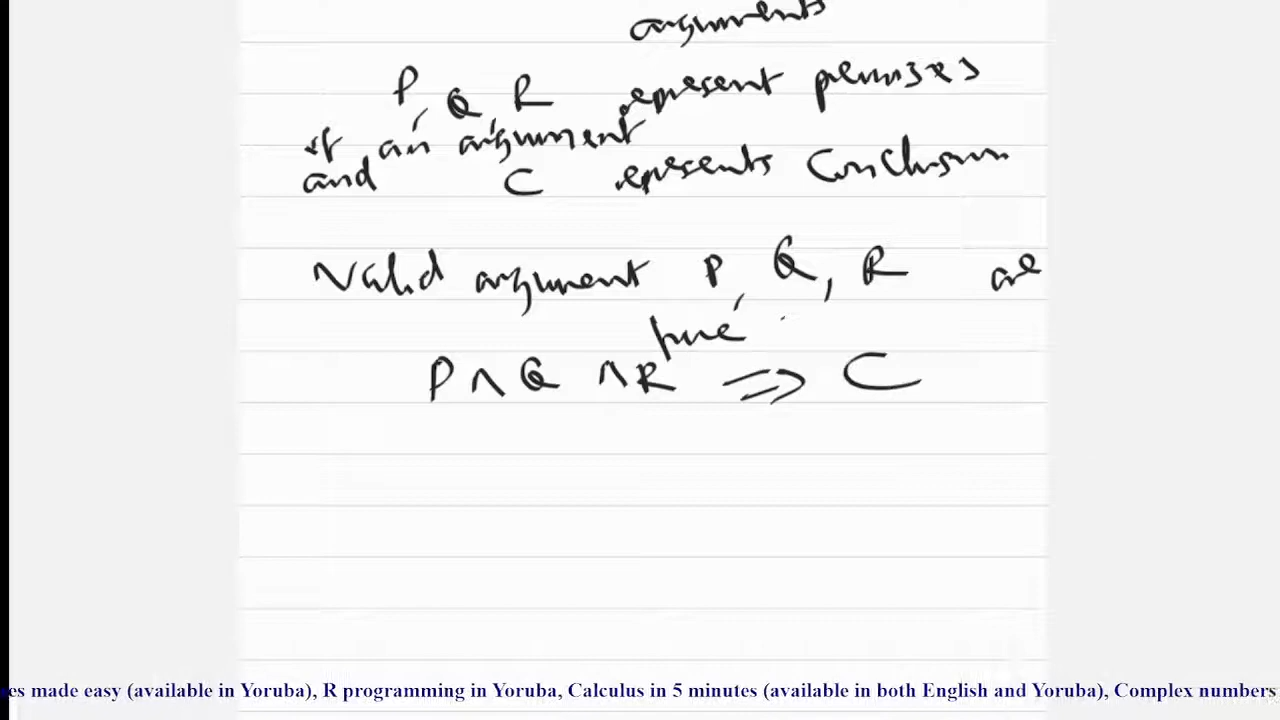 arguments
P, Q, R represent premises
of an argument
and C represents Conclusion
Valid argument P, Q, R are
true
P ∧ Q ∧ R ⟹ C
es made easy (available in Yoruba), R programming in Yoruba, Calculus in 5 minutes (available in both English and Yoruba), Complex numbers